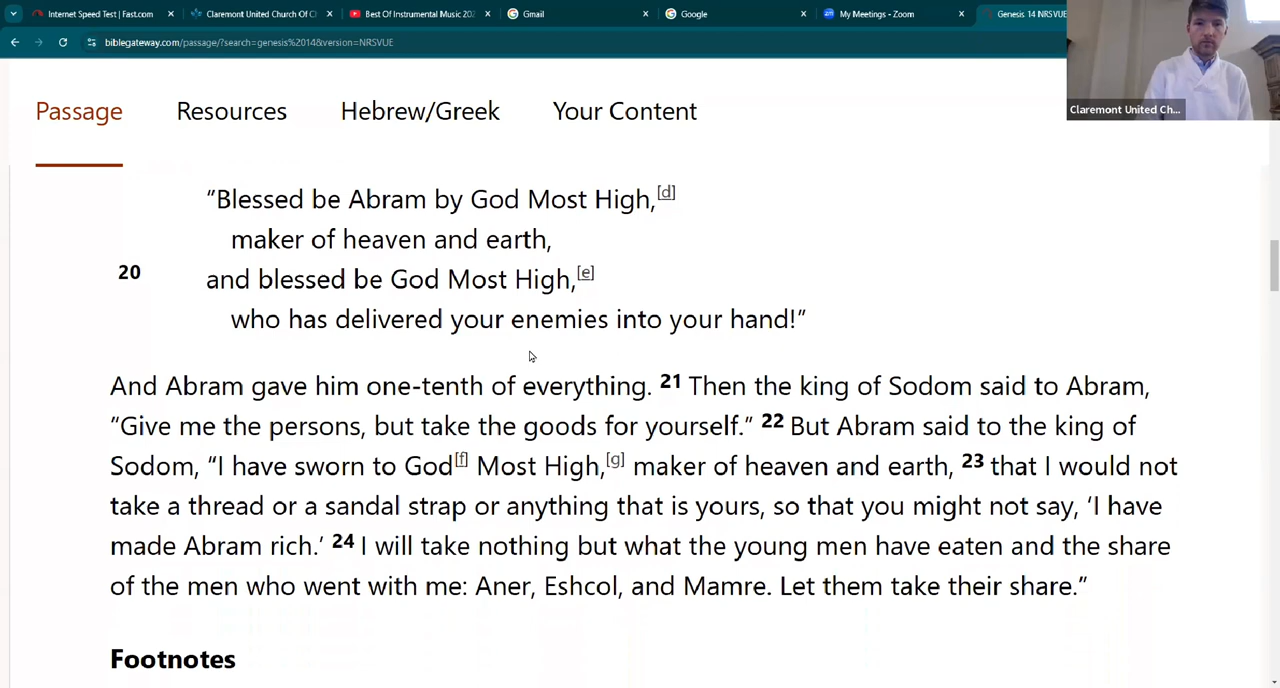 Internet Speed Test | Fast.com
Claremont United Church Of C
Best Of Instrumental Music 202
Gmail
Google
My Meetings - Zoom
Genesis 14 NRSVUE
biblegateway.com/passage/?search=genesis%2014&version=NRSVUE
Claremont United Ch...
Passage Resources Hebrew/Greek Your Content
"Blessed be Abram by God Most High,[d]
maker of heaven and earth,
20 and blessed be God Most High,[e]
who has delivered your enemies into your hand!”
And Abram gave him one-tenth of everything. 21 Then the king of Sodom said to Abram,
“Give me the persons, but take the goods for yourself.” 22 But Abram said to the king of
Sodom, “I have sworn to God[f] Most High,[g] maker of heaven and earth, 23 that I would not
take a thread or a sandal strap or anything that is yours, so that you might not say, ‘I have
made Abram rich.’ 24 I will take nothing but what the young men have eaten and the share
of the men who went with me: Aner, Eshcol, and Mamre. Let them take their share.”
Footnotes